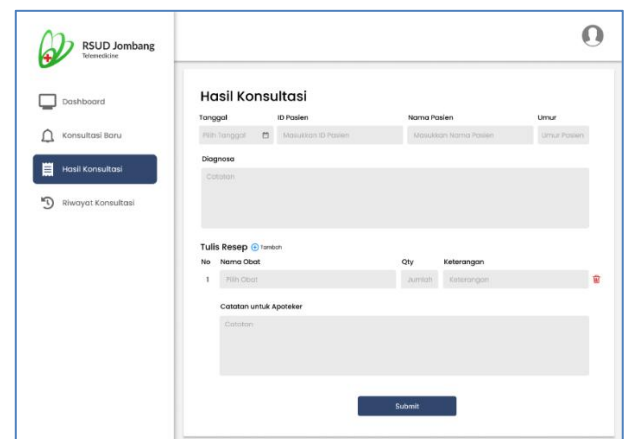 RSUD Jombang
Telemedicine
Dashboard
Konsultasi Baru
Hasil Konsultasi
Riwayat Konsultasi
Hasil Konsultasi
Tanggal ID Pasien Nama Pasien Umur
Pilih Tanggal Masukkan ID Pasien Masukkan Nama Pasien Umur Pasien
Diagnosa
Catatan
Tulis Resep Tambah
No Nama Obat Qty Keterangan
1 Pilih Obat Jumlah Keterangan
Catatan untuk Apoteker
Catatan
Submit